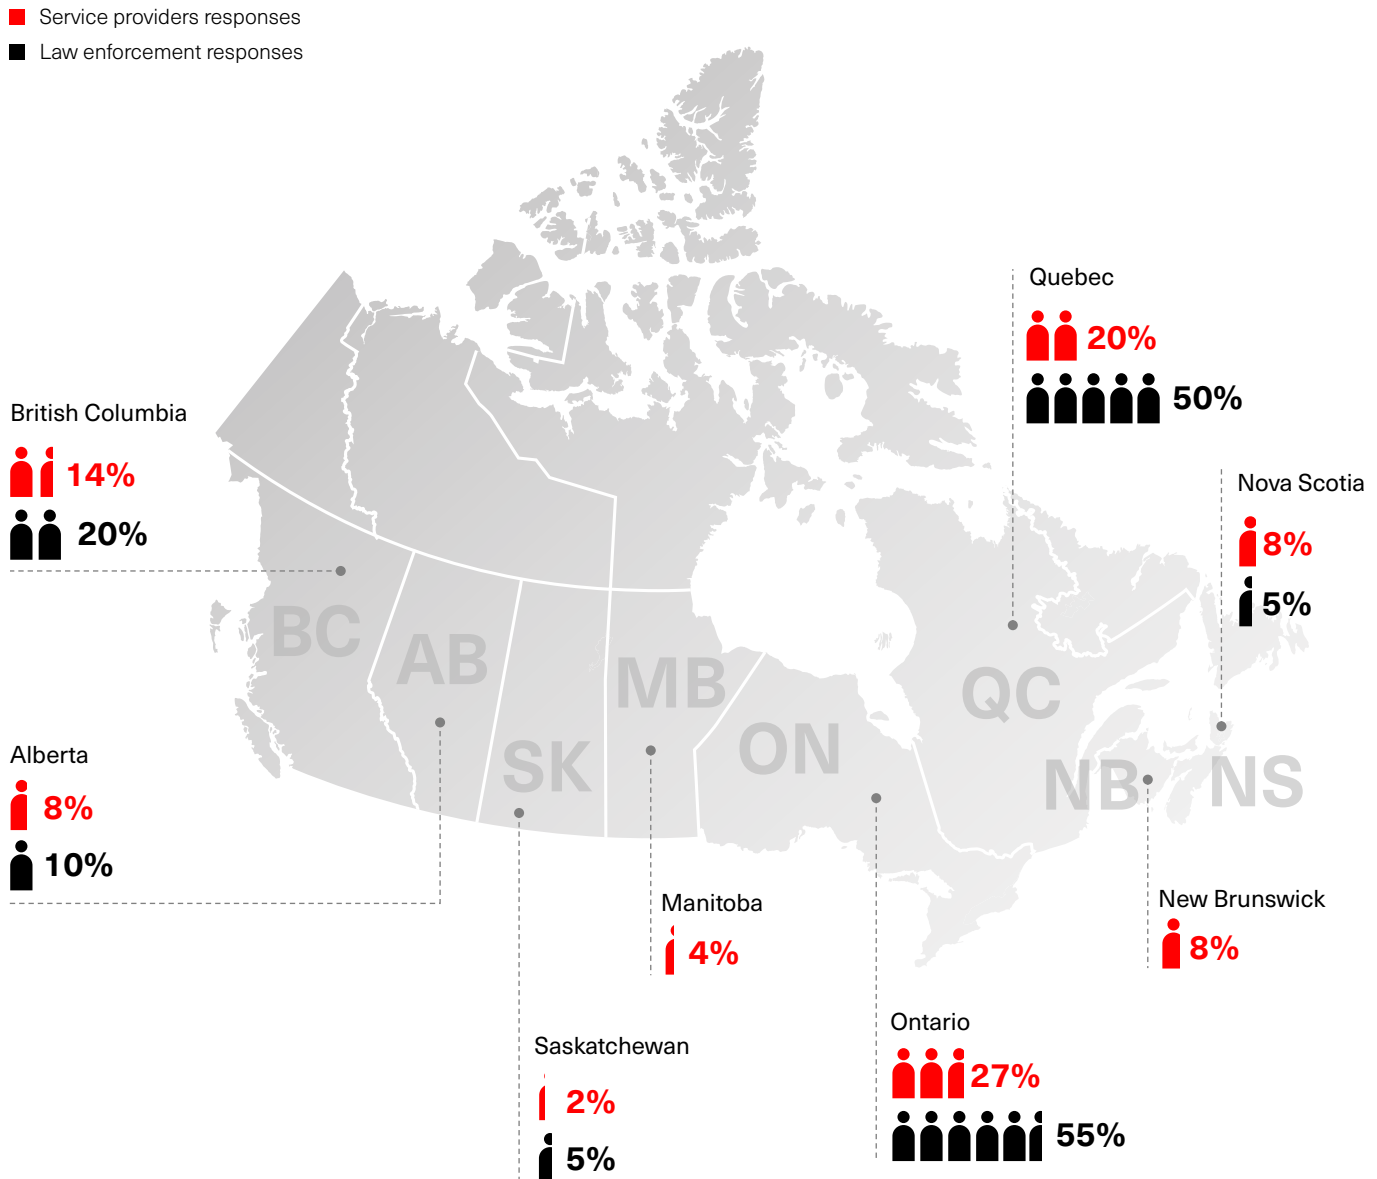 Service providers responses
Law enforcement responses
Quebec
20%
50%
British Columbia
14%
20%
Nova Scotia
8%
5%
BC
AB
MB
QC
ON
SK
NB
NS
Alberta
8%
10%
Manitoba
4%
New Brunswick
8%
Ontario
27%
55%
Saskatchewan
2%
5%